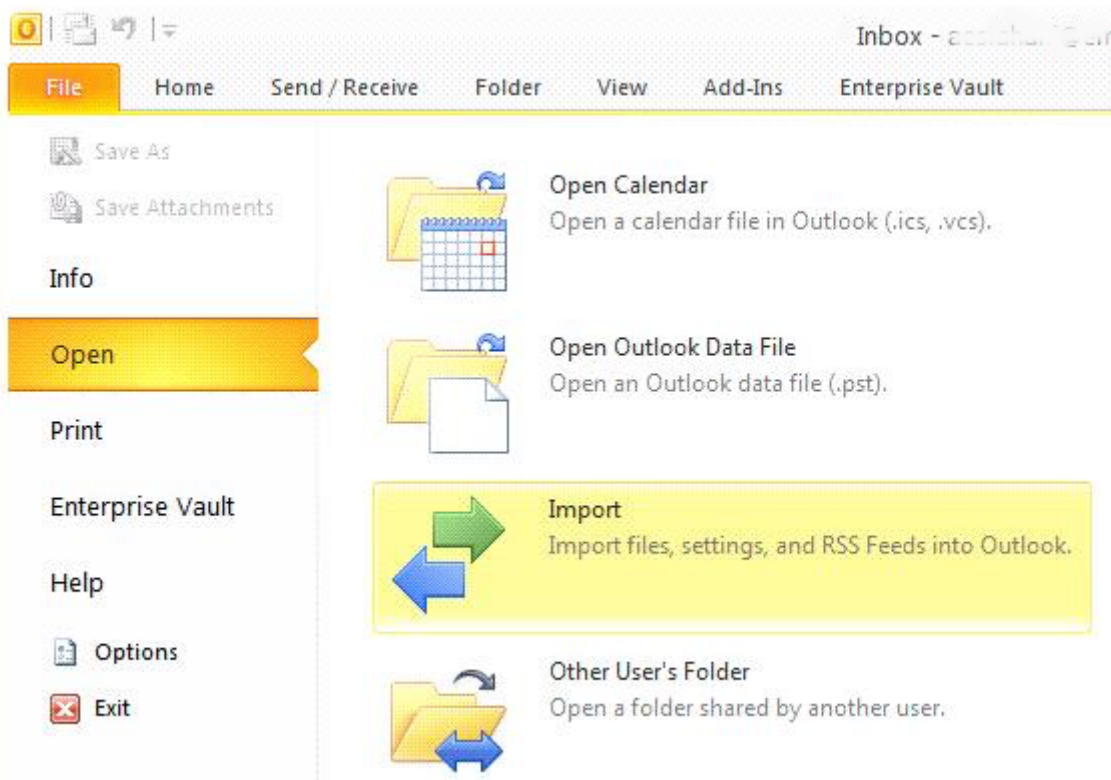 Inbox -
File Home Send / Receive Folder View Add-Ins Enterprise Vault
Save As
Save Attachments
Info
Open
Print
Enterprise Vault
Help
Options
Exit
Open Calendar
Open a calendar file in Outlook (.ics, .vcs).
Open Outlook Data File
Open an Outlook data file (.pst).
Import
Import files, settings, and RSS Feeds into Outlook.
Other User's Folder
Open a folder shared by another user.